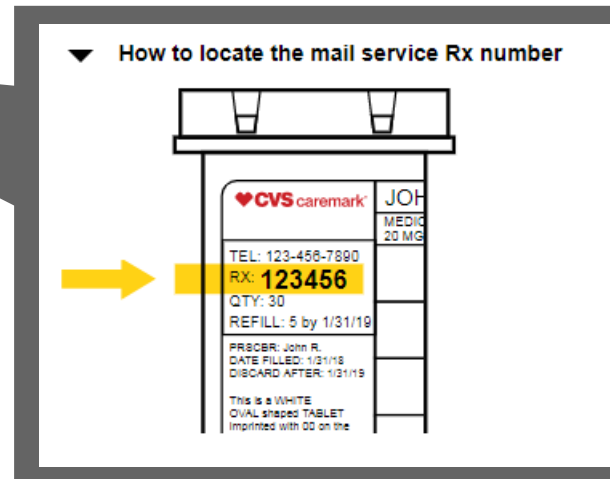 How to locate the mail service Rx number
CVS caremark
JOH
MEDIC
20 MG
TEL: 123-456-7890
RX: 123456
QTY: 30
REFILL: 5 by 1/31/19
PRSCBR: John R.
DATE FILLED: 1/31/18
DISCARD AFTER: 1/31/19
This is a WHITE
OVAL shaped TABLET
Imprinted with 00 on the